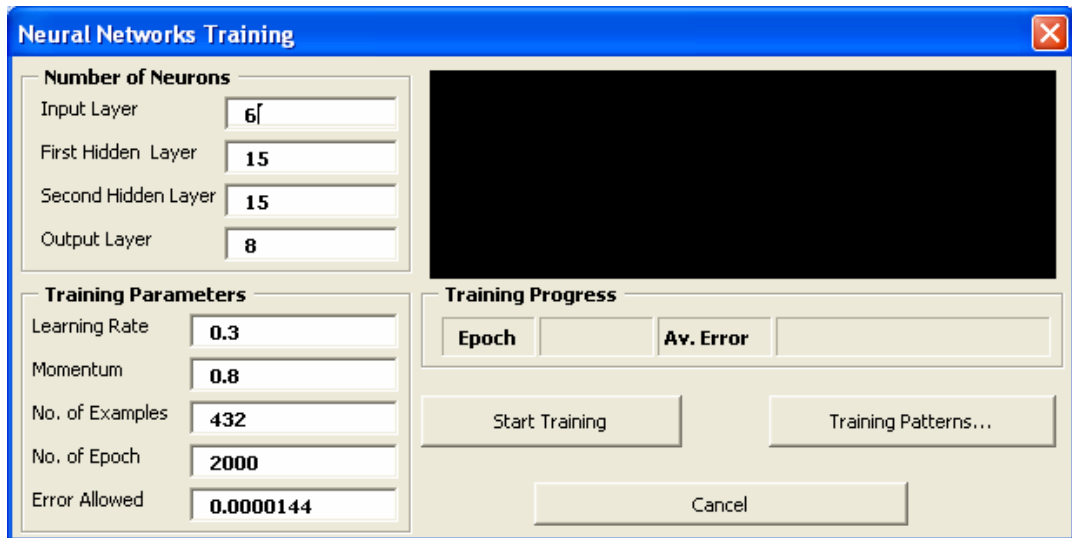 Neural Networks Training
Number of Neurons
Input Layer 6
First Hidden Layer 15
Second Hidden Layer 15
Output Layer 8
Training Parameters
Learning Rate 0.3
Momentum 0.8
No. of Examples 432
No. of Epoch 2000
Error Allowed 0.0000144
Training Progress
Epoch Av. Error
Start Training Training Patterns...
Cancel